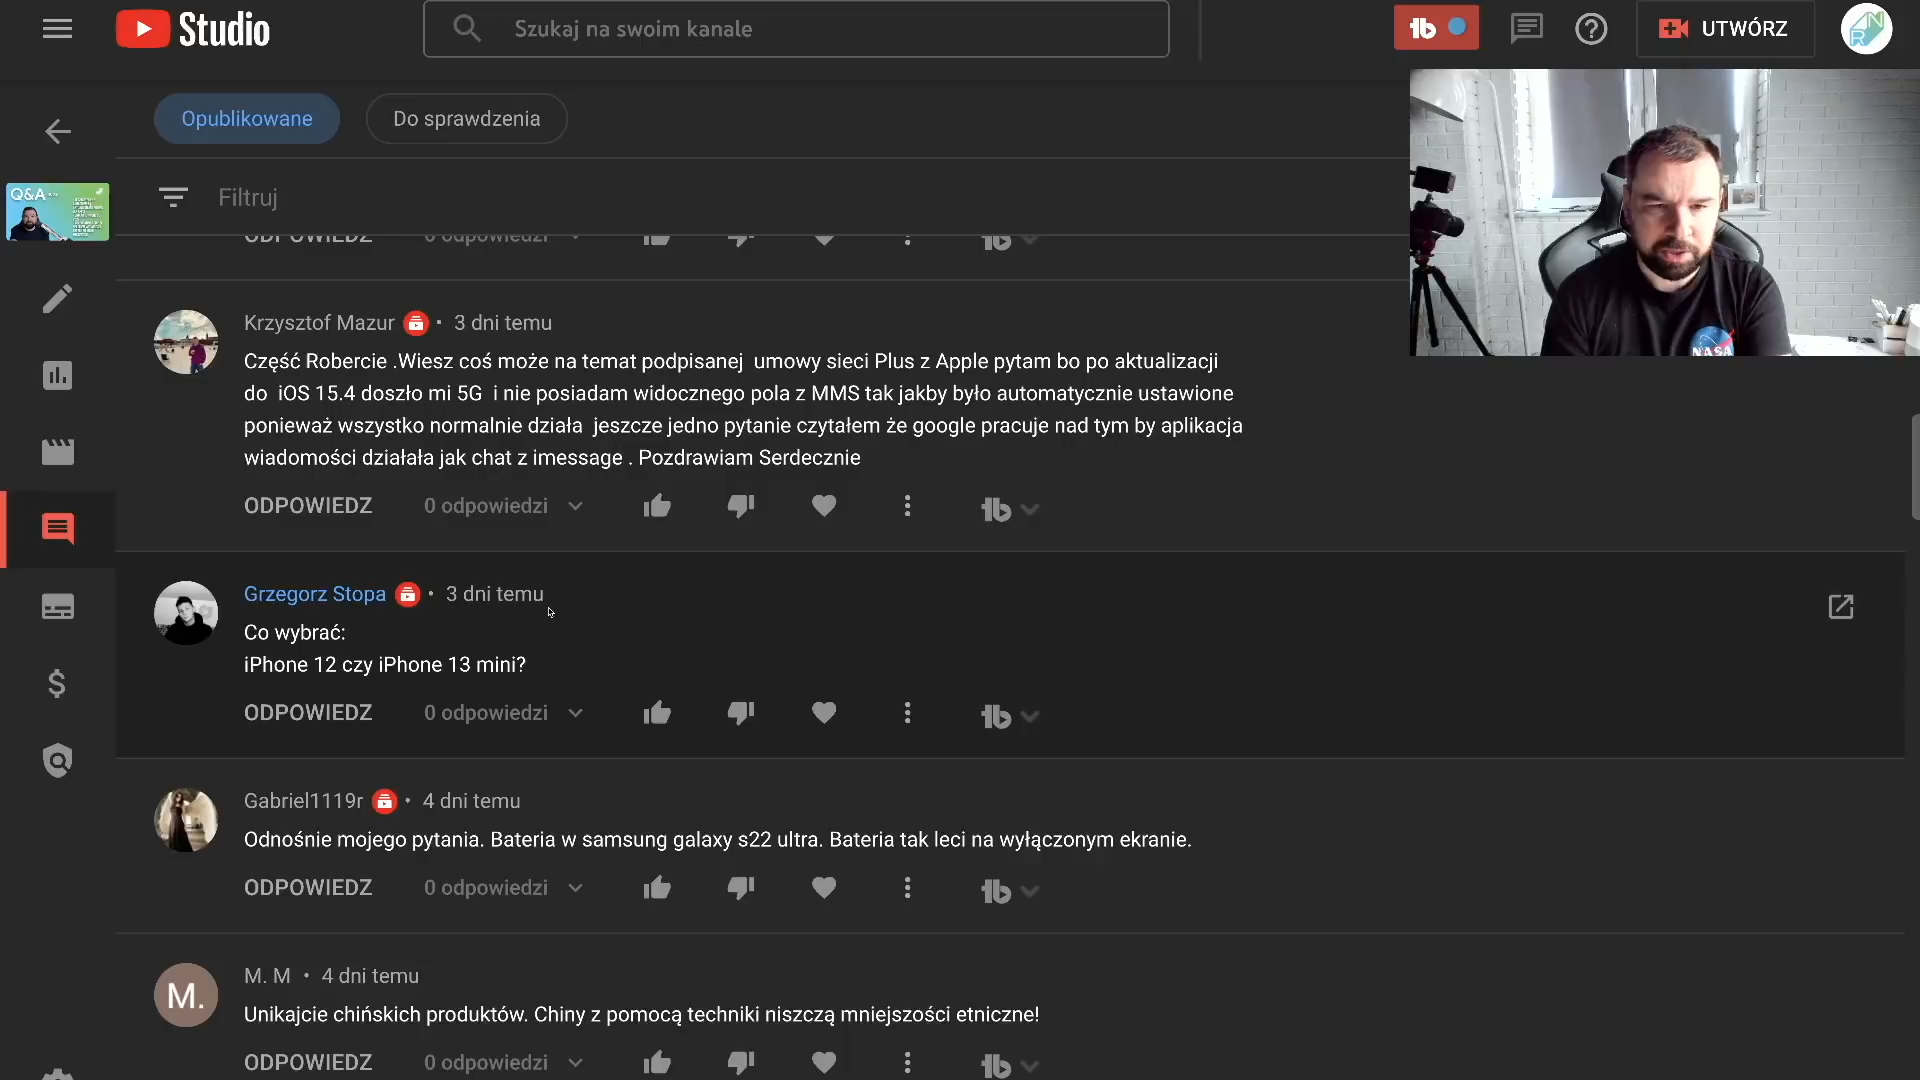 Studio
Szukaj na swoim kanale
UTWÓRZ
Opublikowane
Do sprawdzenia
Q&A
Filtruj
ODPOWIEDZ 0 odpowiedzi
Krzysztof Mazur • 3 dni temu
Część Robercie .Wiesz coś może na temat podpisanej umowy sieci Plus z Apple pytam bo po aktualizacji
do iOS 15.4 doszło mi 5G i nie posiadam widocznego pola z MMS tak jakby było automatycznie ustawione
ponieważ wszystko normalnie działa jeszcze jedno pytanie czytałem że google pracuje nad tym by aplikacja
wiadomości działała jak chat z imessage . Pozdrawiam Serdecznie
ODPOWIEDZ 0 odpowiedzi
Grzegorz Stopa • 3 dni temu
Co wybrać:
iPhone 12 czy iPhone 13 mini?
ODPOWIEDZ 0 odpowiedzi
Gabriel1119r • 4 dni temu
Odnośnie mojego pytania. Bateria w samsung galaxy s22 ultra. Bateria tak leci na wyłączonym ekranie.
ODPOWIEDZ 0 odpowiedzi
M.
M. M • 4 dni temu
Unikajcie chińskich produktów. Chiny z pomocą techniki niszczą mniejszości etniczne!
ODPOWIEDZ 0 odpowiedzi
NASA